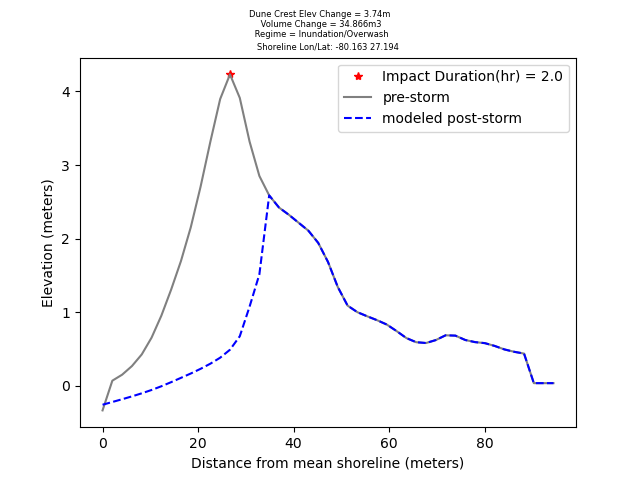 Dune Crest Elev Change = 3.74m
Volume Change = 34.866m3
Regime = Inundation/Overwash
Shoreline Lon/Lat: -80.163 27.194
Impact Duration(hr) = 2.0
pre-storm
modeled post-storm
Elevation (meters)
4
3
2
1
0
0 20 40 60 80
Distance from mean shoreline (meters)